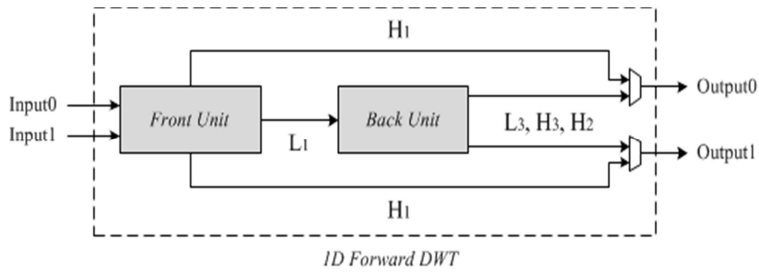 H1
Input0
Input1
Front Unit
L1
Back Unit
L3, H3, H2
Output0
Output1
H1
1D Forward DWT